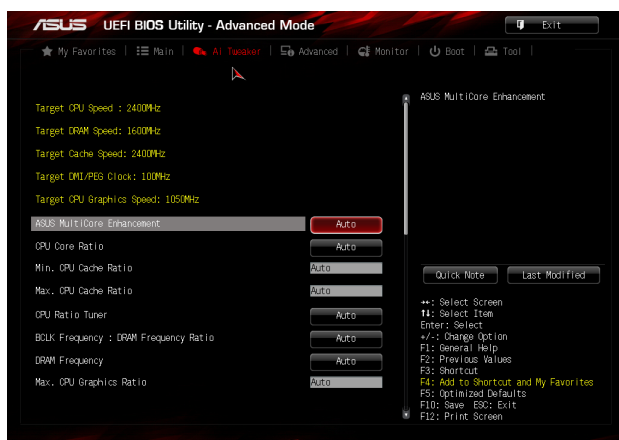 ASUS UEFI BIOS Utility - Advanced Mode
Exit
My Favorites
Main
Ai Tweaker
Advanced
Monitor
Boot
Tool
Target CPU Speed : 2400MHz
Target DRAM Speed: 1600MHz
Target Cache Speed: 2400MHz
Target DMI/PEG Clock: 100MHz
Target CPU Graphics Speed: 1050MHz
ASUS MultiCore Enhancement Auto
CPU Core Ratio Auto
Min. CPU Cache Ratio Auto
Max. CPU Cache Ratio Auto
CPU Ratio Tuner Auto
BCLK Frequency : DRAM Frequency Ratio Auto
DRAM Frequency Auto
Max. CPU Graphics Ratio Auto
ASUS MultiCore Enhancement
Quick Note
Last Modified
→←: Select Screen
↑↓: Select Item
Enter: Select
+/-: Change Option
F1: General Help
F2: Previous Values
F3: Shortcut
F4: Add to Shortcut and My Favorites
F5: Optimized Defaults
F10: Save ESC: Exit
F12: Print Screen